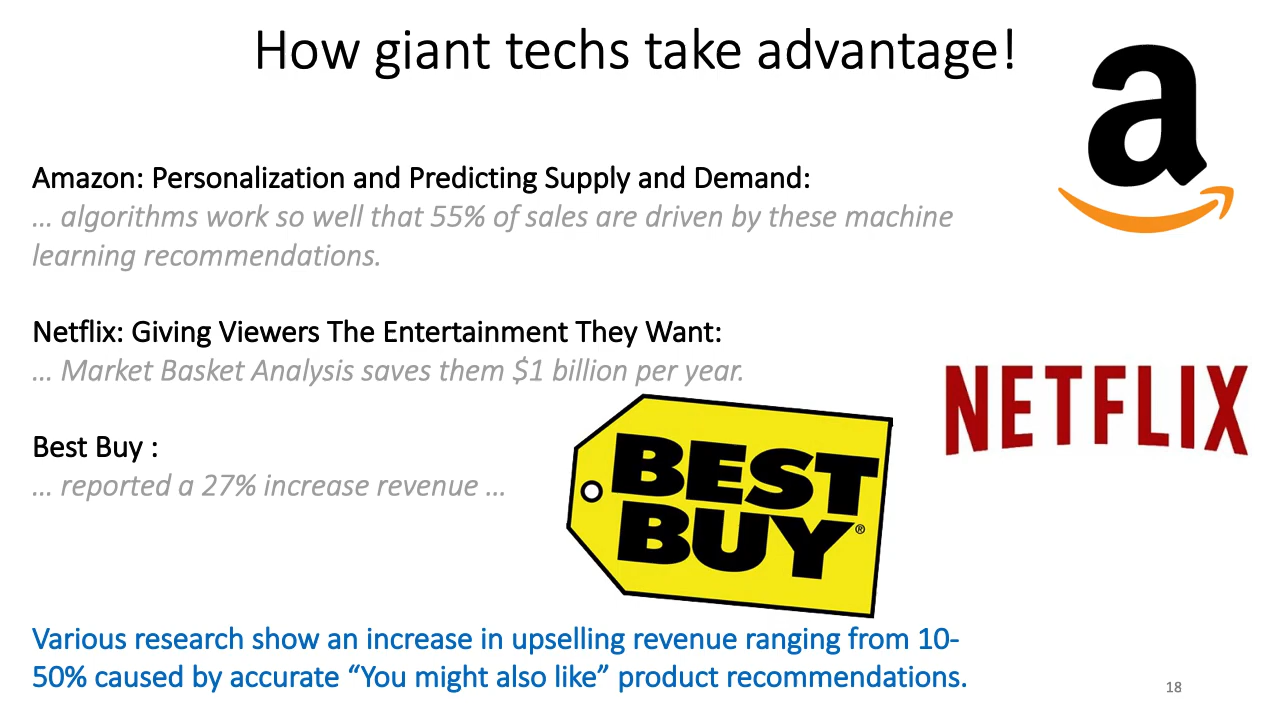 How giant techs take advantage!
a
Amazon: Personalization and Predicting Supply and Demand:
… algorithms work so well that 55% of sales are driven by these machine
learning recommendations.
Netflix: Giving Viewers The Entertainment They Want:
… Market Basket Analysis saves them $1 billion per year.
NETFLIX
Best Buy :
… reported a 27% increase revenue …
BEST
BUY®
Various research show an increase in upselling revenue ranging from 10-
50% caused by accurate “You might also like” product recommendations.
18